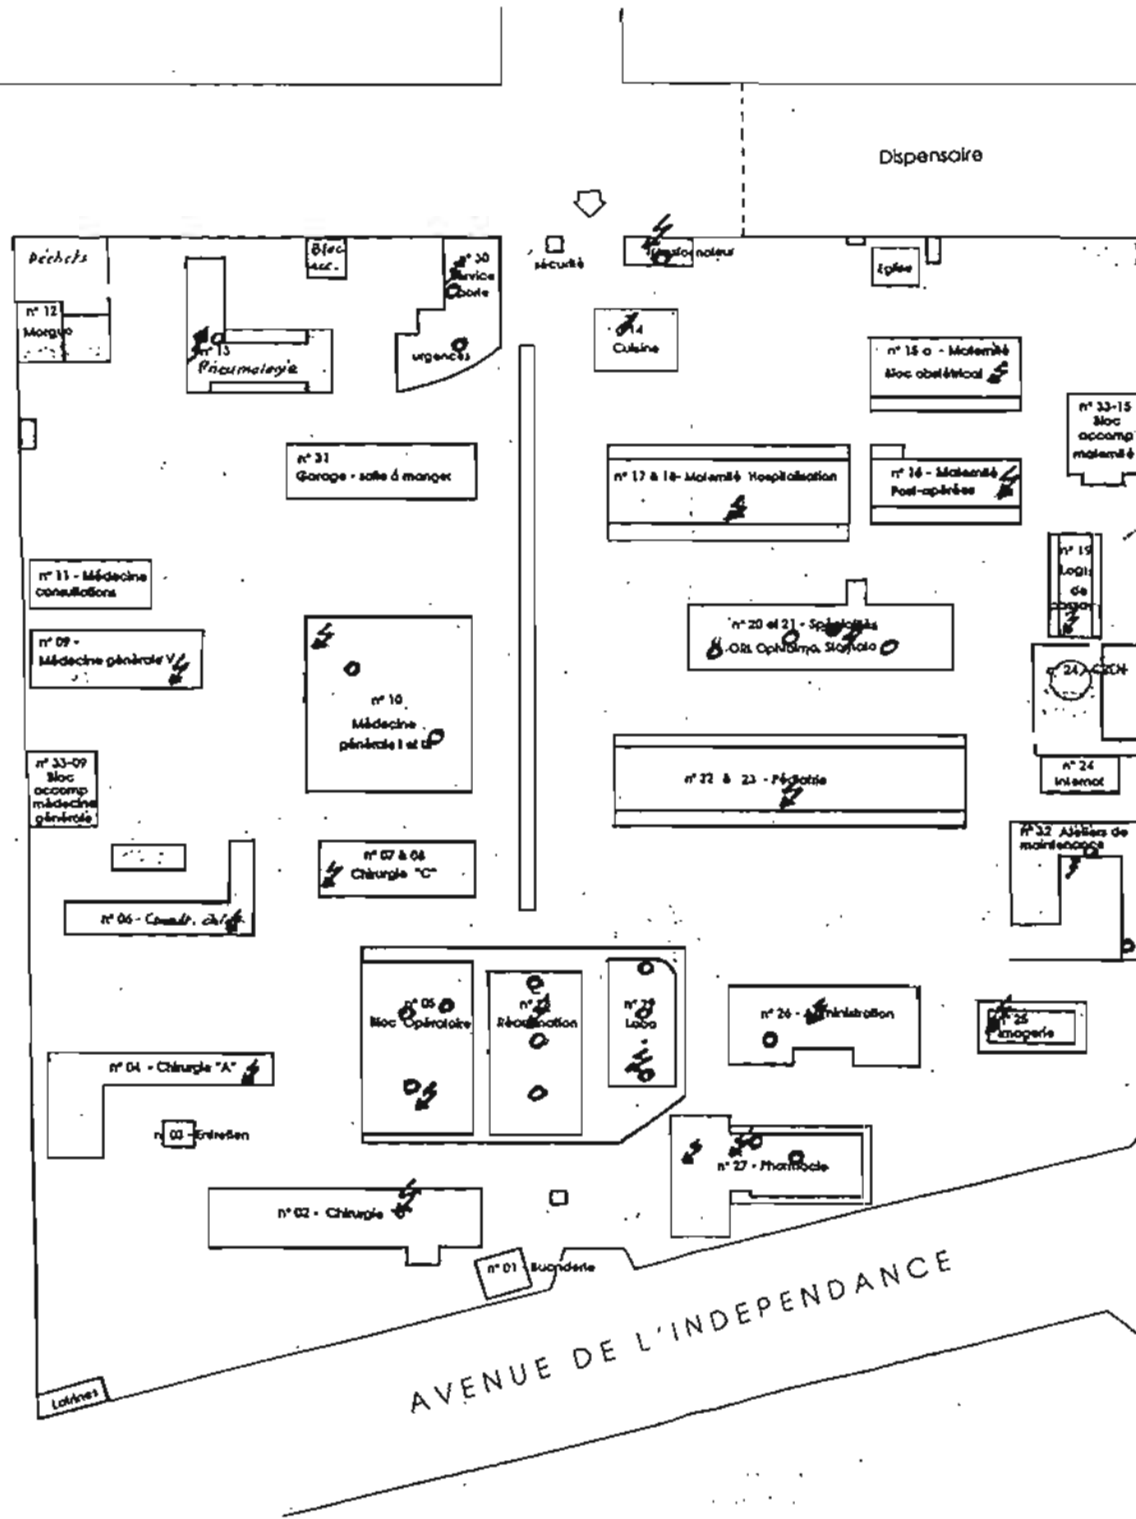 Dispensaire
Déchets
Bloc
acc.
n° 30
service
porte
urgences
sécurité
Eglise
n° 12
Morgue
n° 13
Pneumologie
Cuisine
n° 15 a - Maternité
Bloc obstétrical
n° 33-15
Bloc
accomp
maternité
n° 31
Garage - salle à manger
n° 17 & 18- Maternité Hospitalisation
n° 16 - Maternité
Post-opérées
n° 11 - Médecine
consultations
n° 19
de
n° 09 -
Médecine générale V
n° 20 et 21 - Spécialités
ORL Ophtalmo, Stomato
n° 10
Médecine
générale I et II
n° 24
Internat
n° 33-09
Bloc
accomp
médecine
générale
n° 22 & 23 - Pédiatrie
n° 32 Ateliers de
maintenance
n° 07 & 08
Chirurgie "C"
n° 06 -
n° 05
Bloc Opératoire
Réanimation
Labo
n° 26 - Administration
n° 25
Imagerie
n° 04 - Chirurgie "A"
n° 03 - Entretien
n° 27 - Pharmacie
n° 02 - Chirurgie
n° 01 Buanderie
AVENUE DE L'INDEPENDANCE
Latrines